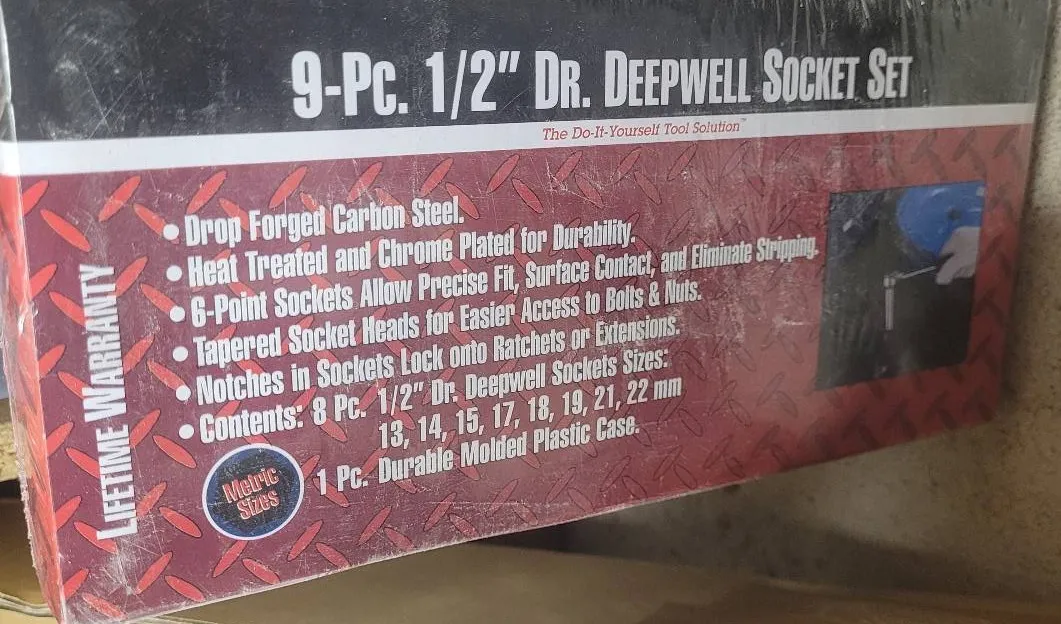 9-Pc. 1/2" Dr. Deepwell Socket Set
The Do-It-Yourself Tool Solution™
LIFETIME WARRANTY
• Drop Forged Carbon Steel.
• Heat Treated and Chrome Plated for Durability.
• 6-Point Sockets Allow Precise Fit, Surface Contact, and Eliminate Stripping.
• Tapered Socket Heads for Easier Access to Bolts & Nuts.
• Notches in Sockets Lock onto Ratchets or Extensions.
• Contents: 8 Pc. 1/2" Dr. Deepwell Sockets Sizes:
13, 14, 15, 17, 18, 19, 21, 22 mm
1 Pc. Durable Molded Plastic Case.
Metric
Sizes